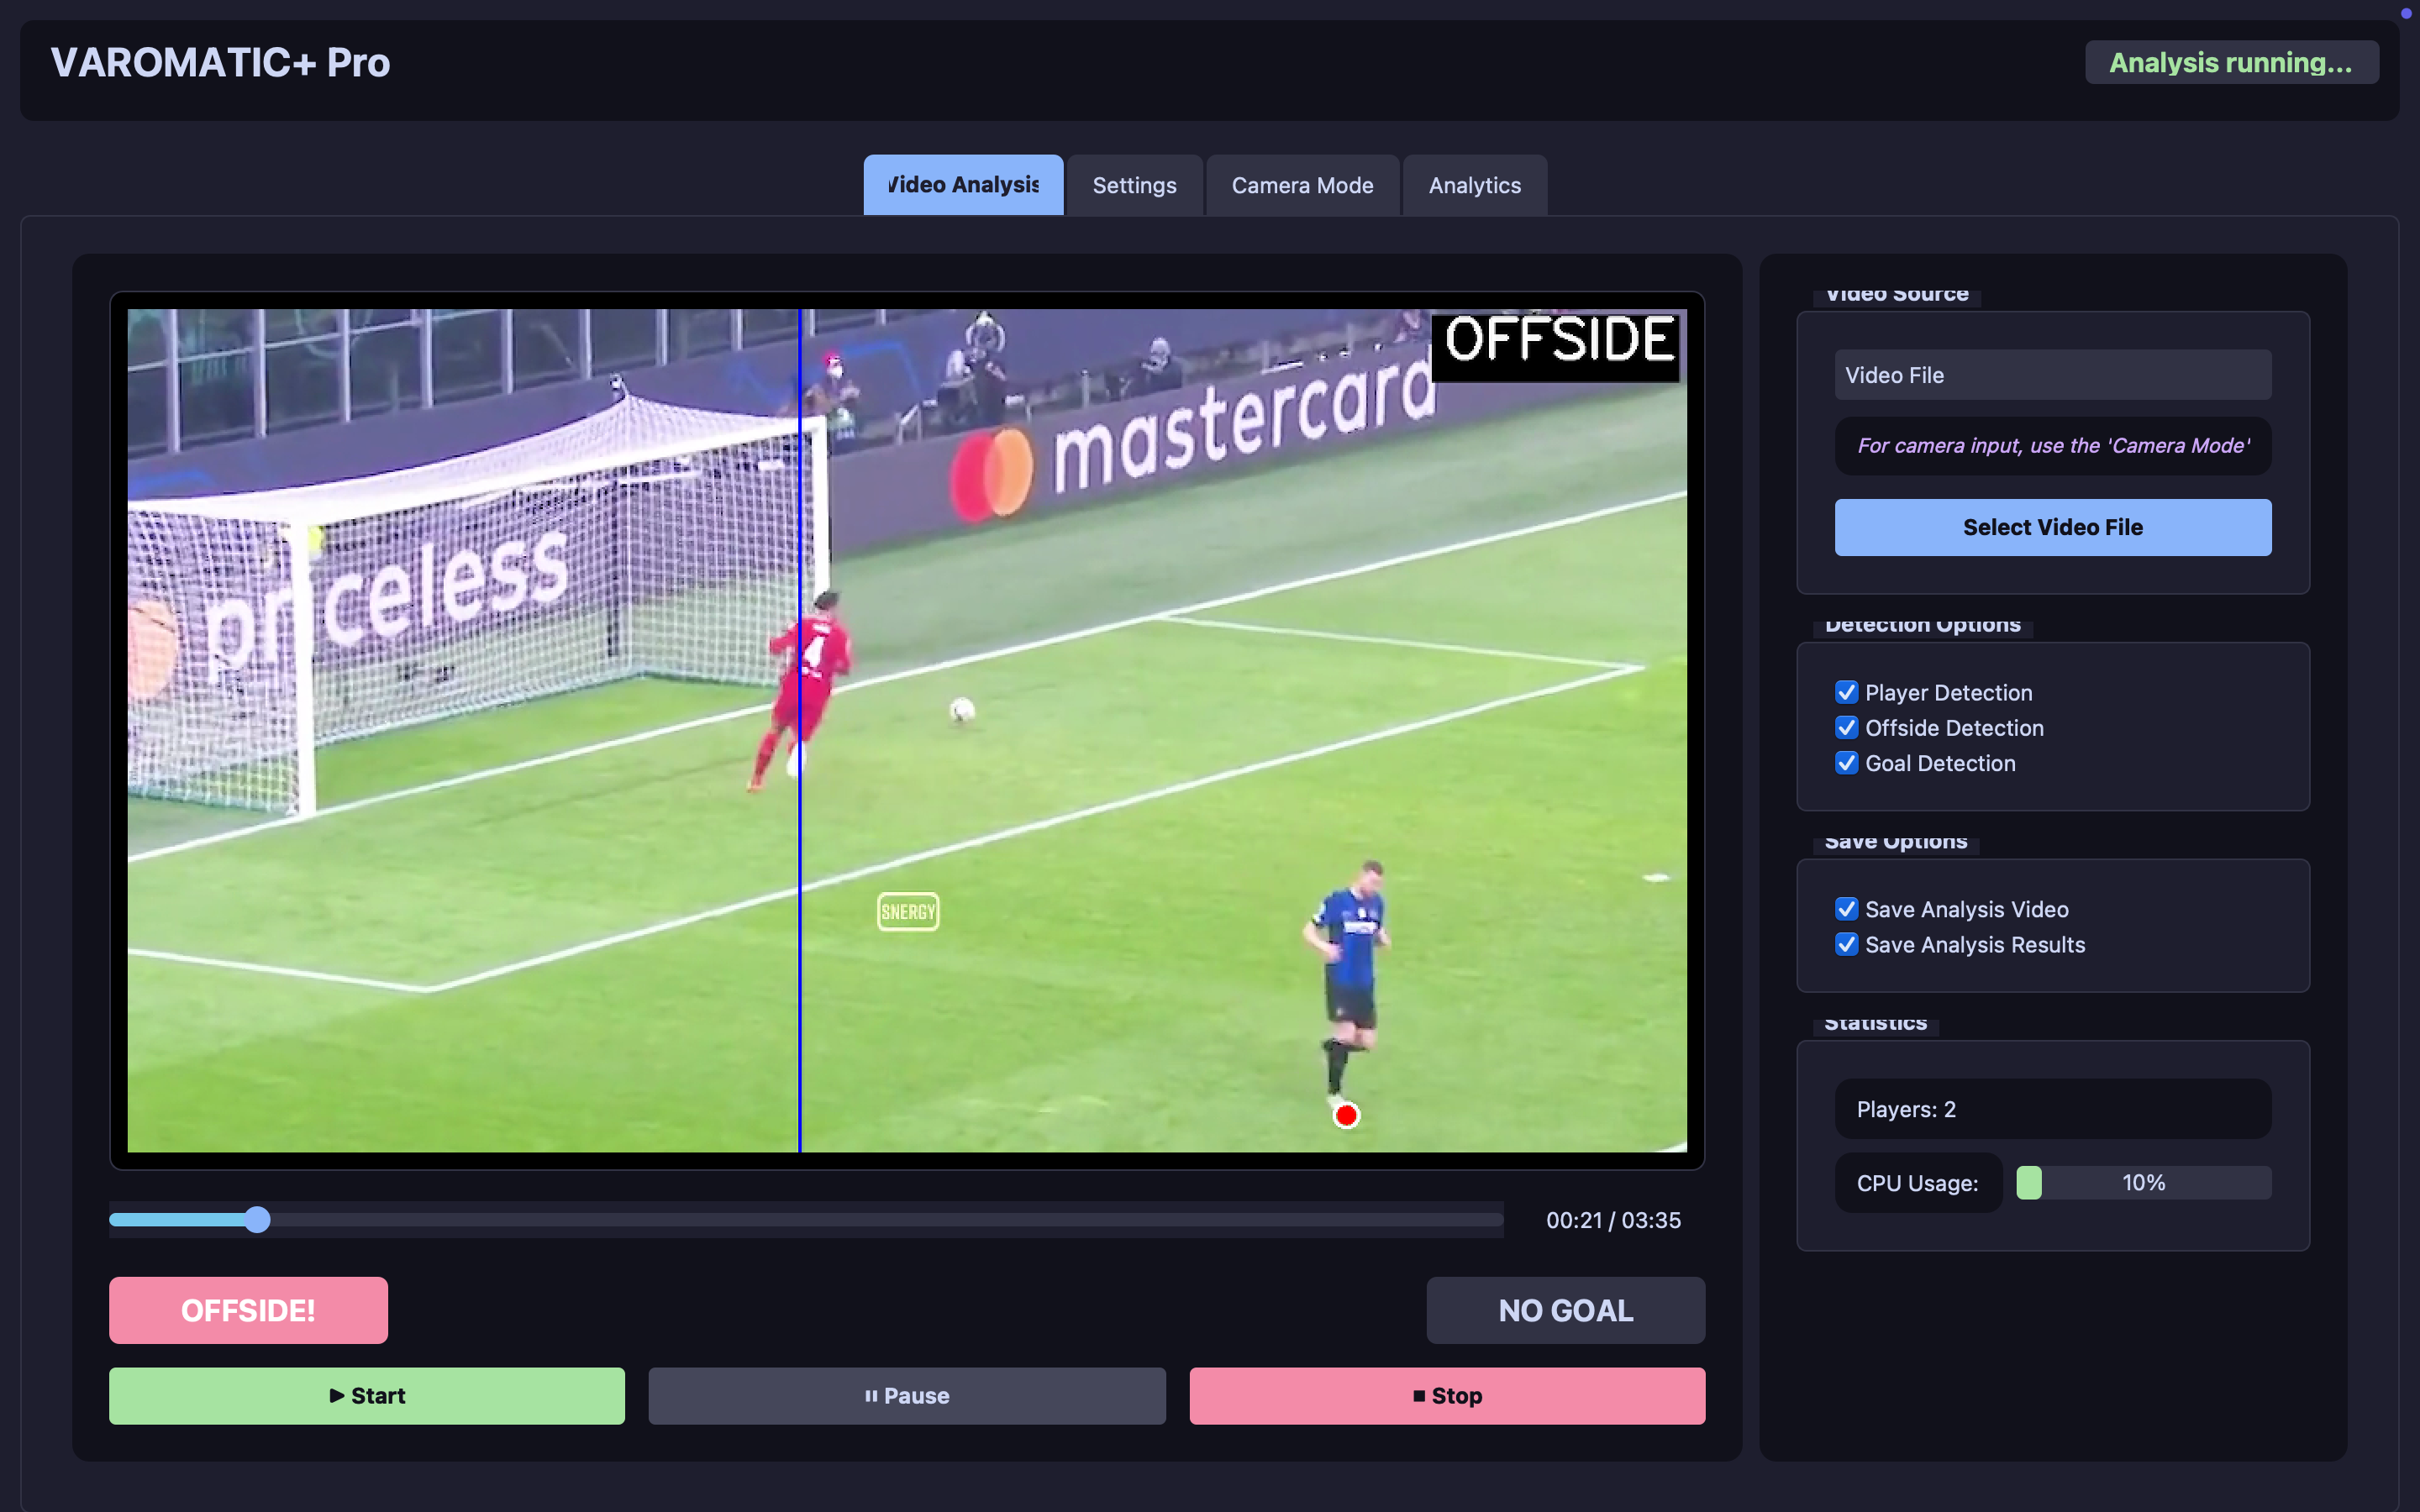 VAROMATIC+ Pro
Analysis running...
Video Analysis
Settings
Camera Mode
Analytics
OFFSIDE
mastercard
priceless
4
SNERGY
00:21 / 03:35
OFFSIDE!
NO GOAL
Start
Pause
Stop
Video Source
Video File
For camera input, use the 'Camera Mode'
Select Video File
Detection Options
Player Detection
Offside Detection
Goal Detection
Save Options
Save Analysis Video
Save Analysis Results
Statistics
Players: 2
CPU Usage:
10%